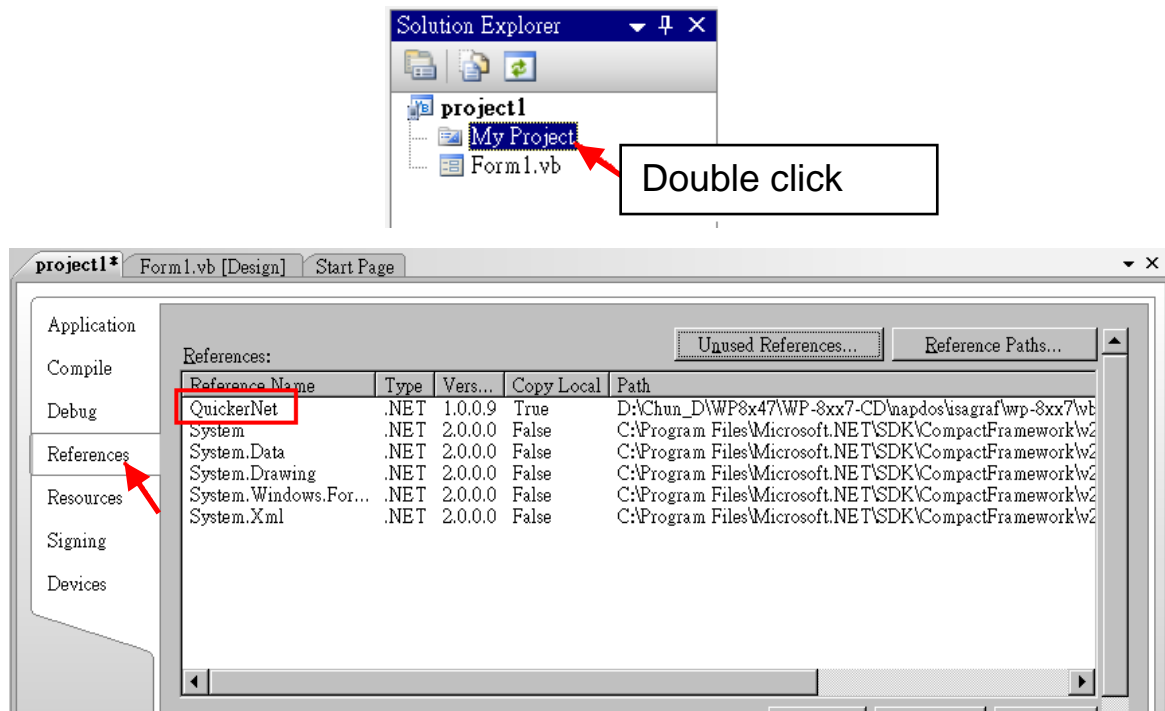 Solution Explorer
project1
My Project
Form1.vb
Double click
project1* Form1.vb [Design] Start Page
Application
Compile
Debug
References
Resources
Signing
Devices
Unused References... Reference Paths...
References:
Reference Name Type Vers... Copy Local Path
QuickerNet .NET 1.0.0.9 True D:\Chun_D\WP8x47\WP-8xx7-CD\napdos\isagraf\wp-8xx7\vb
System .NET 2.0.0.0 False C:\Program Files\Microsoft.NET\SDK\CompactFramework\v2
System.Data .NET 2.0.0.0 False C:\Program Files\Microsoft.NET\SDK\CompactFramework\v2
System.Drawing .NET 2.0.0.0 False C:\Program Files\Microsoft.NET\SDK\CompactFramework\v2
System.Windows.For... .NET 2.0.0.0 False C:\Program Files\Microsoft.NET\SDK\CompactFramework\v2
System.Xml .NET 2.0.0.0 False C:\Program Files\Microsoft.NET\SDK\CompactFramework\v2